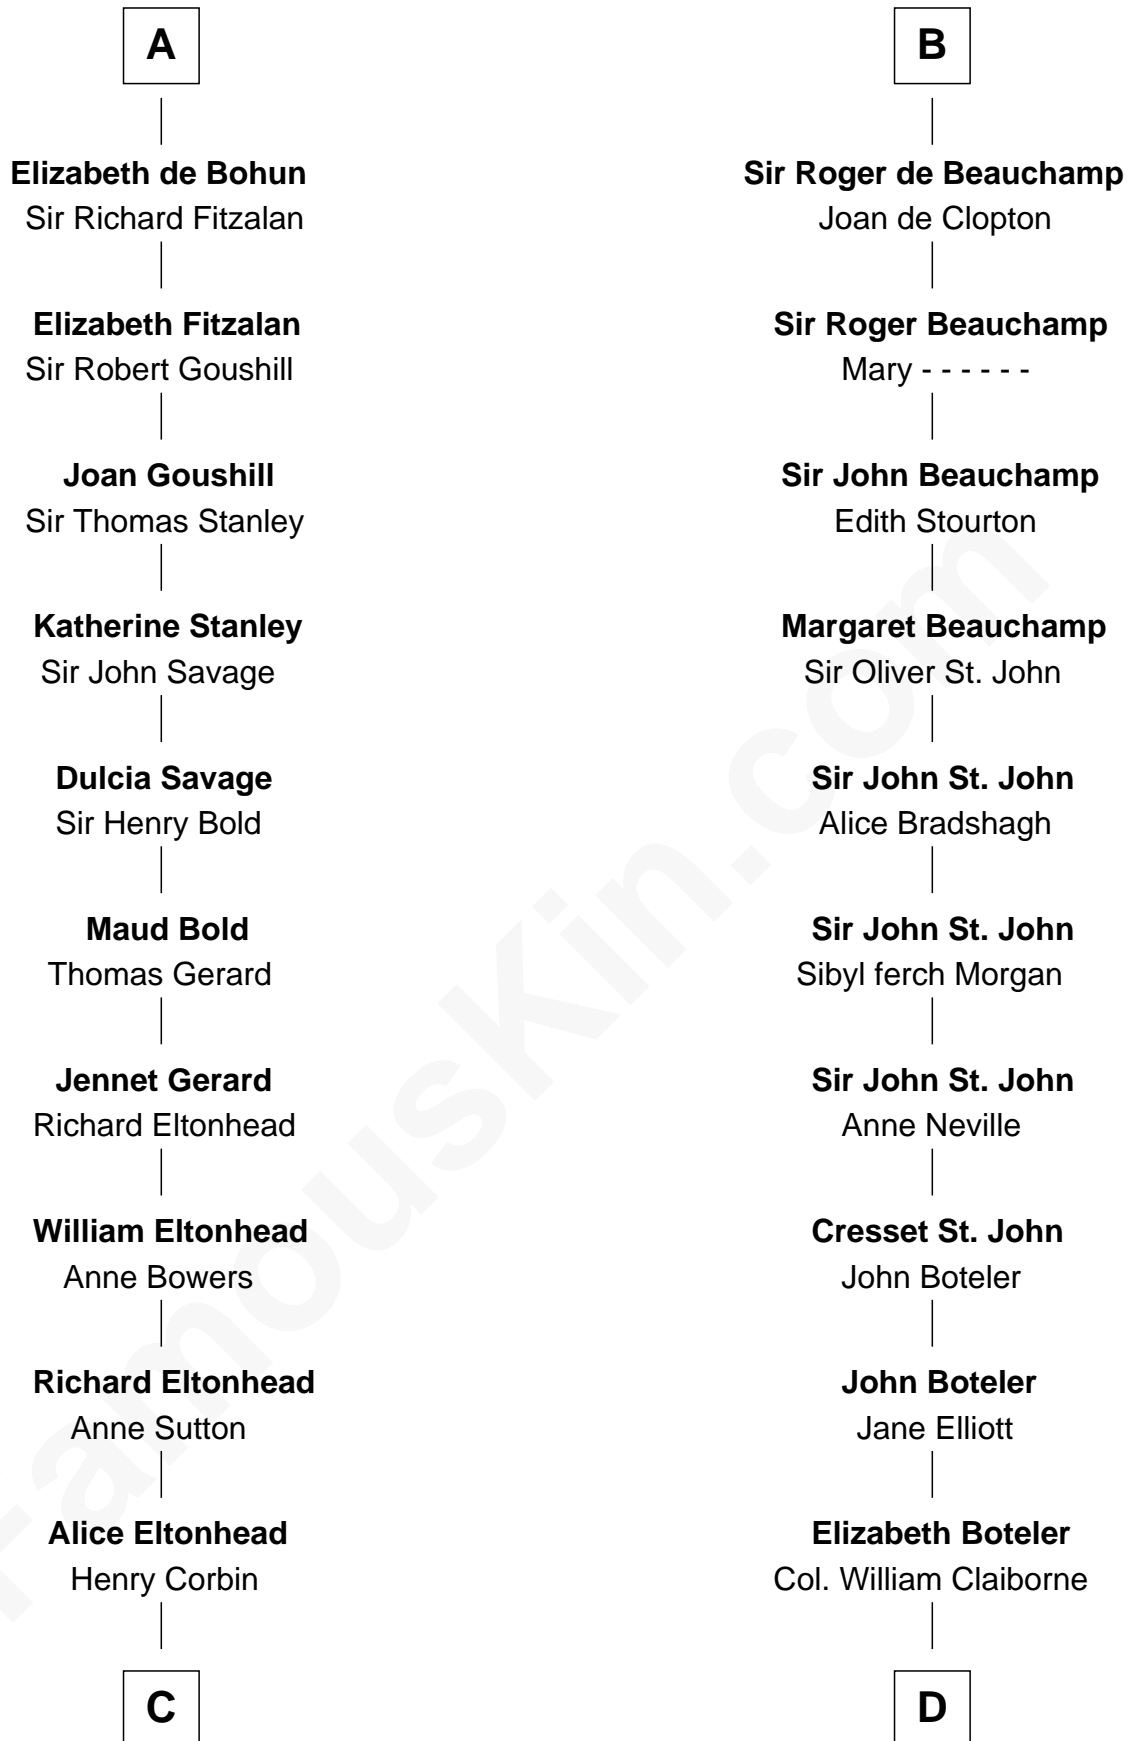 A
Elizabeth de Bohun
Sir Richard Fitzalan
Elizabeth Fitzalan
Sir Robert Goushill
Joan Goushill
Sir Thomas Stanley
Katherine Stanley
Sir John Savage
Dulcia Savage
Sir Henry Bold
Maud Bold
Thomas Gerard
Jennet Gerard
Richard Eltonhead
William Eltonhead
Anne Bowers
Richard Eltonhead
Anne Sutton
Alice Eltonhead
Henry Corbin
C
B
Sir Roger de Beauchamp
Joan de Clopton
Sir Roger Beauchamp
Mary - - - - - -
Sir John Beauchamp
Edith Stourton
Margaret Beauchamp
Sir Oliver St. John
Sir John St. John
Alice Bradshagh
Sir John St. John
Sibyl ferch Morgan
Sir John St. John
Anne Neville
Cresset St. John
John Boteler
John Boteler
Jane Elliott
Elizabeth Boteler
Col. William Claiborne
D
FamousKin.com